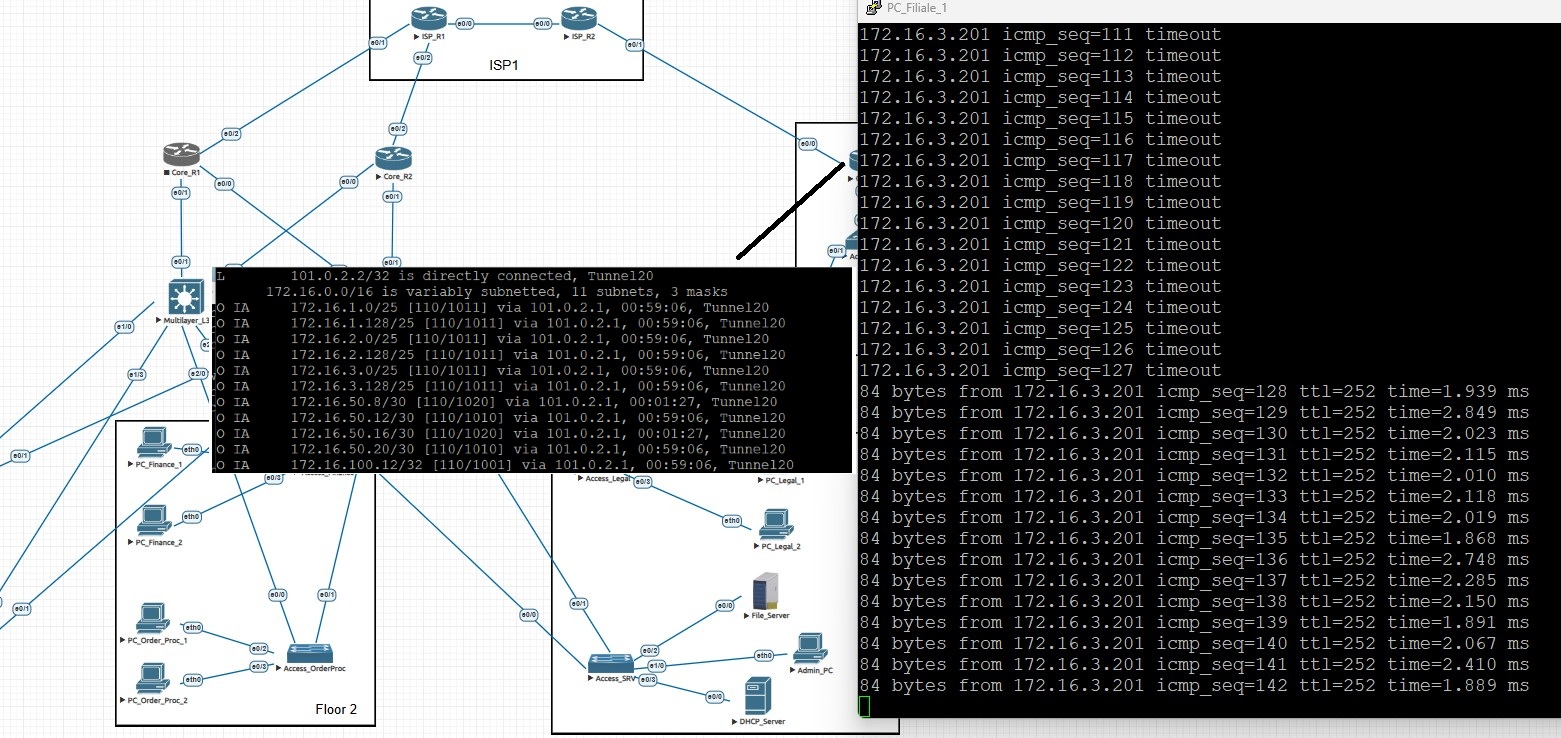 PC_Filiale_1
ISP_R1
e0/0
e0/0
ISP_R2
e0/1
e0/1
e0/2
ISP1
e0/2
e0/2
e0/0
Core_R1
Core_R2
e0/1
e0/0
e0/0
e0/1
e0/1
e0/1
e0/1
Multilayer_L3
e1/0
e1/3
e2/0
e0/1
e0/1
L 101.0.2.2/32 is directly connected, Tunnel20
172.16.0.0/16 is variably subnetted, 11 subnets, 3 masks
O IA 172.16.1.0/25 [110/1011] via 101.0.2.1, 00:59:06, Tunnel20
O IA 172.16.1.128/25 [110/1011] via 101.0.2.1, 00:59:06, Tunnel20
O IA 172.16.2.0/25 [110/1011] via 101.0.2.1, 00:59:06, Tunnel20
O IA 172.16.2.128/25 [110/1011] via 101.0.2.1, 00:59:06, Tunnel20
O IA 172.16.3.0/25 [110/1011] via 101.0.2.1, 00:59:06, Tunnel20
O IA 172.16.3.128/25 [110/1011] via 101.0.2.1, 00:59:06, Tunnel20
O IA 172.16.50.8/30 [110/1020] via 101.0.2.1, 00:01:27, Tunnel20
O IA 172.16.50.12/30 [110/1010] via 101.0.2.1, 00:59:06, Tunnel20
O IA 172.16.50.16/30 [110/1020] via 101.0.2.1, 00:01:27, Tunnel20
O IA 172.16.50.20/30 [110/1010] via 101.0.2.1, 00:59:06, Tunnel20
O IA 172.16.100.12/32 [110/1001] via 101.0.2.1, 00:59:06, Tunnel20
PC_Finance_1
eth0
e0/3
PC_Finance_2
eth0
PC_Order_Proc_1
eth0
e0/0
e0/1
e0/2
e0/3
Access_OrderProc
PC_Order_Proc_2
eth0
Floor 2
Access_Legal
e0/3
PC_Legal_1
eth0
PC_Legal_2
e0/0
e0/1
e0/0
File_Server
e0/2
e1/0
e0/3
Access_SRV
eth0
Admin_PC
e0/0
DHCP_Server
172.16.3.201 icmp_seq=111 timeout
172.16.3.201 icmp_seq=112 timeout
172.16.3.201 icmp_seq=113 timeout
172.16.3.201 icmp_seq=114 timeout
172.16.3.201 icmp_seq=115 timeout
172.16.3.201 icmp_seq=116 timeout
172.16.3.201 icmp_seq=117 timeout
172.16.3.201 icmp_seq=118 timeout
172.16.3.201 icmp_seq=119 timeout
172.16.3.201 icmp_seq=120 timeout
172.16.3.201 icmp_seq=121 timeout
172.16.3.201 icmp_seq=122 timeout
172.16.3.201 icmp_seq=123 timeout
172.16.3.201 icmp_seq=124 timeout
172.16.3.201 icmp_seq=125 timeout
172.16.3.201 icmp_seq=126 timeout
172.16.3.201 icmp_seq=127 timeout
84 bytes from 172.16.3.201 icmp_seq=128 ttl=252 time=1.939 ms
84 bytes from 172.16.3.201 icmp_seq=129 ttl=252 time=2.849 ms
84 bytes from 172.16.3.201 icmp_seq=130 ttl=252 time=2.023 ms
84 bytes from 172.16.3.201 icmp_seq=131 ttl=252 time=2.115 ms
84 bytes from 172.16.3.201 icmp_seq=132 ttl=252 time=2.010 ms
84 bytes from 172.16.3.201 icmp_seq=133 ttl=252 time=2.118 ms
84 bytes from 172.16.3.201 icmp_seq=134 ttl=252 time=2.019 ms
84 bytes from 172.16.3.201 icmp_seq=135 ttl=252 time=1.868 ms
84 bytes from 172.16.3.201 icmp_seq=136 ttl=252 time=2.748 ms
84 bytes from 172.16.3.201 icmp_seq=137 ttl=252 time=2.285 ms
84 bytes from 172.16.3.201 icmp_seq=138 ttl=252 time=2.150 ms
84 bytes from 172.16.3.201 icmp_seq=139 ttl=252 time=1.891 ms
84 bytes from 172.16.3.201 icmp_seq=140 ttl=252 time=2.067 ms
84 bytes from 172.16.3.201 icmp_seq=141 ttl=252 time=2.410 ms
84 bytes from 172.16.3.201 icmp_seq=142 ttl=252 time=1.889 ms